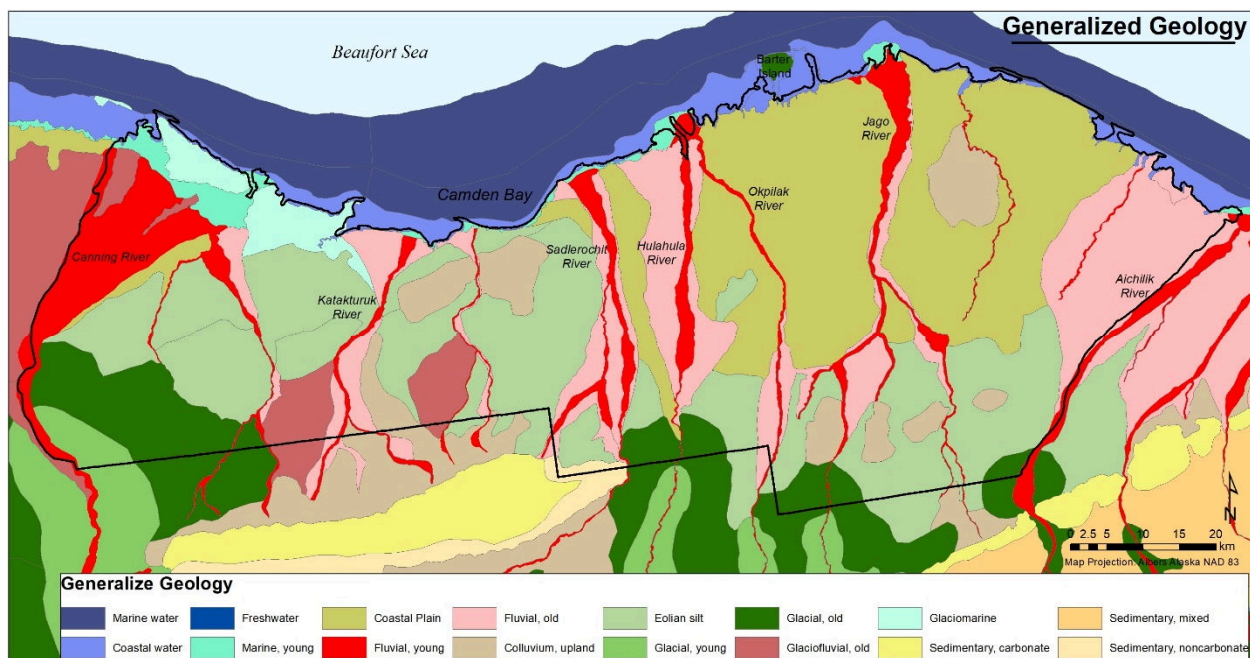 Generalized Geology
Beaufort Sea
Barter
Island
Jago
River
Camden Bay
Okpilak
River
Canning River
Sadlerochit
River
Hulahula
River
Katakturuk
River
Aichilik
River
N
0 2.5 5 10 15 20
km
Map Projection: Albers Alaska NAD 83
Generalize Geology
Marine water
Freshwater
Coastal Plain
Fluvial, old
Eolian silt
Glacial, old
Glaciomarine
Sedimentary, mixed
Coastal water
Marine, young
Fluvial, young
Colluvium, upland
Glacial, young
Glaciofluvial, old
Sedimentary, carbonate
Sedimentary, noncarbonate